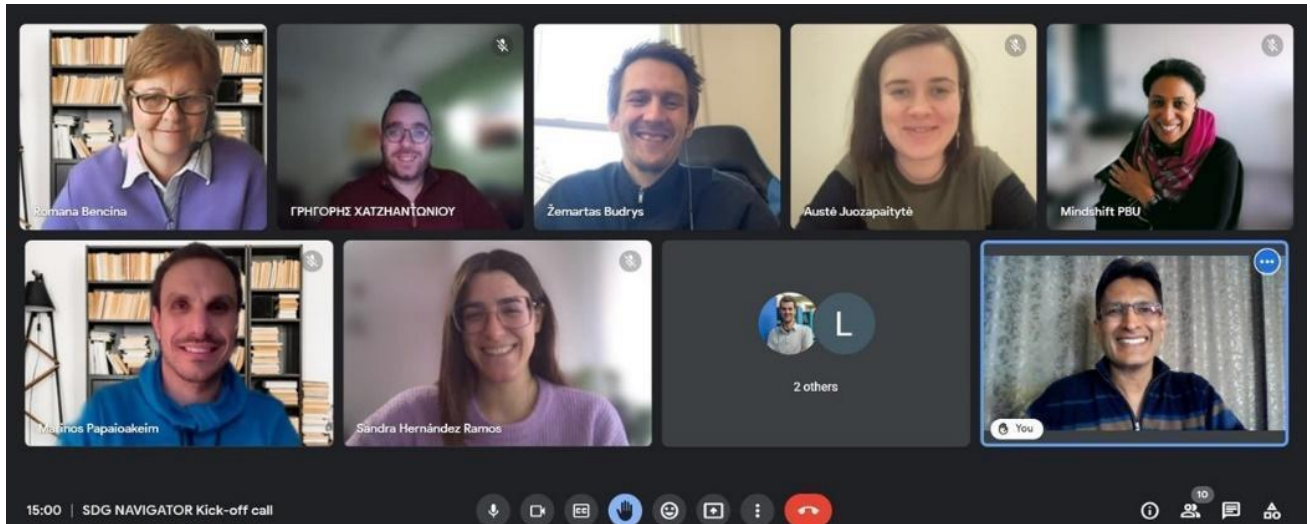 Romana Bencina
ΓΡΗΓΟΡΗΣ ΧΑΤΖΗΑΝΤΩΝΙΟΥ
Žemartas Budrys
Austė Juozapaitytė
Mindshift PBU
Marinos Papaioakeim
Sandra Hernández Ramos
L
2 others
You
15:00 | SDG NAVIGATOR Kick-off call
CC
10